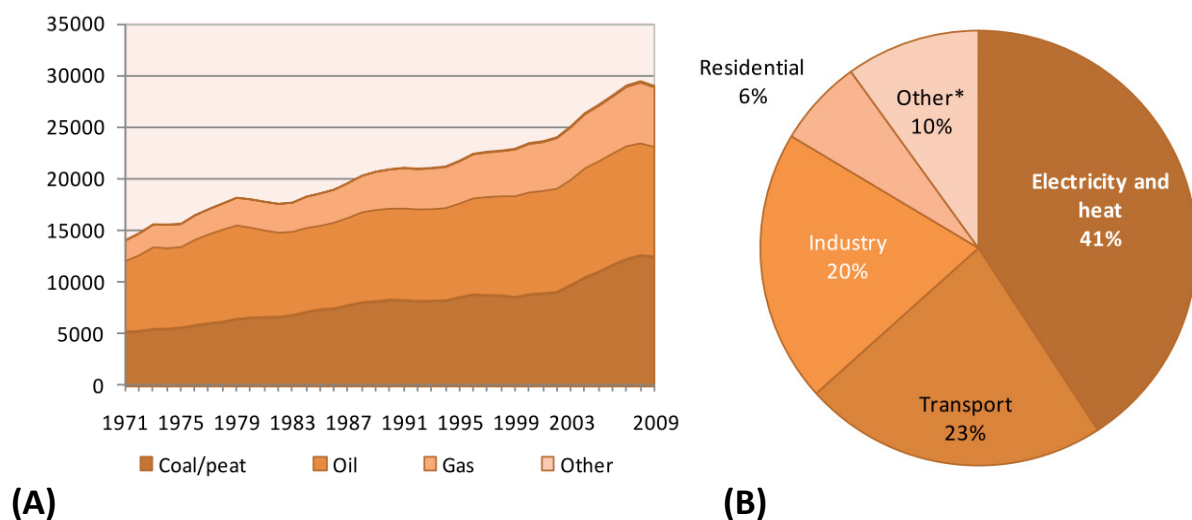 35000
30000
25000
20000
15000
10000
5000
0
1971 1975 1979 1983 1987 1991 1995 1999 2003 2009
Coal/peat Oil Gas Other
(A)
Residential
6%
Other*
10%
Electricity and
heat
41%
Industry
20%
Transport
23%
(B)